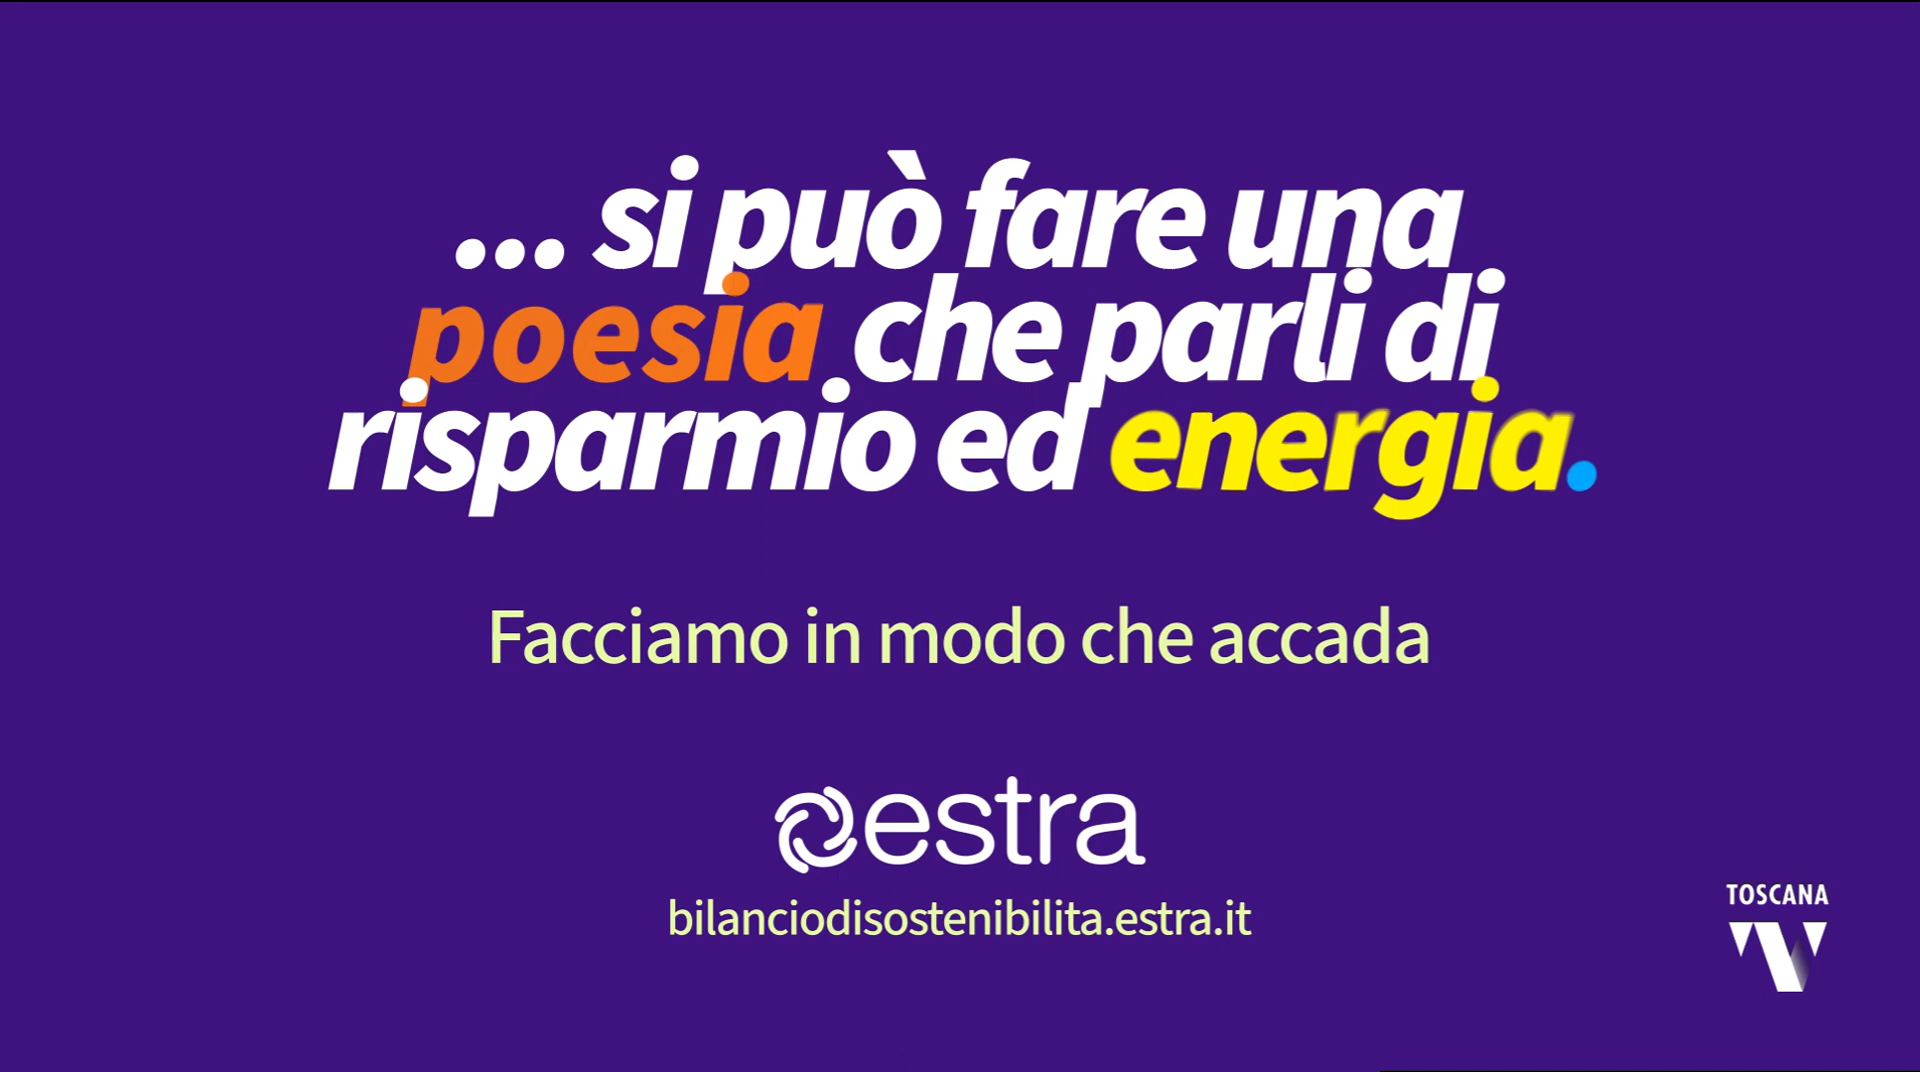 ... si può fare una
poesia che parli di
risparmio ed energia.
Facciamo in modo che accada
estra
bilanciodisostenibilita.estra.it
TOSCANA
TV